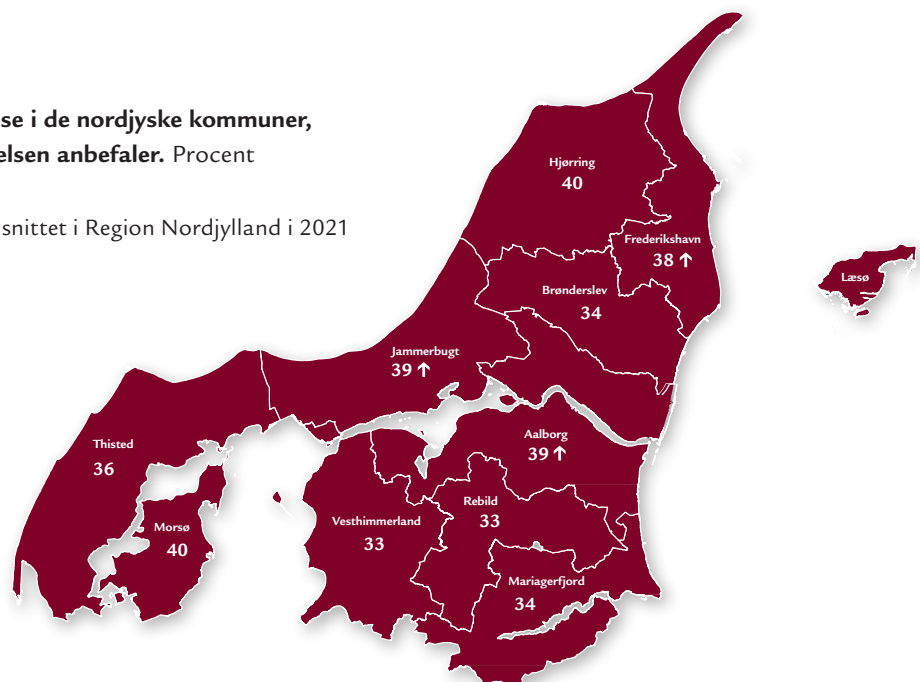 se i de nordjyske kommuner,
elsen anbefaler. Procent
snittet i Region Nordjylland i 2021
Hjørring
40
Frederikshavn
38 ↑
Læsø
Brønderslev
34
Jammerbugt
39 ↑
Aalborg
39 ↑
Thisted
36
Rebild
33
Vesthimmerland
33
Morsø
40
Mariagerfjord
34